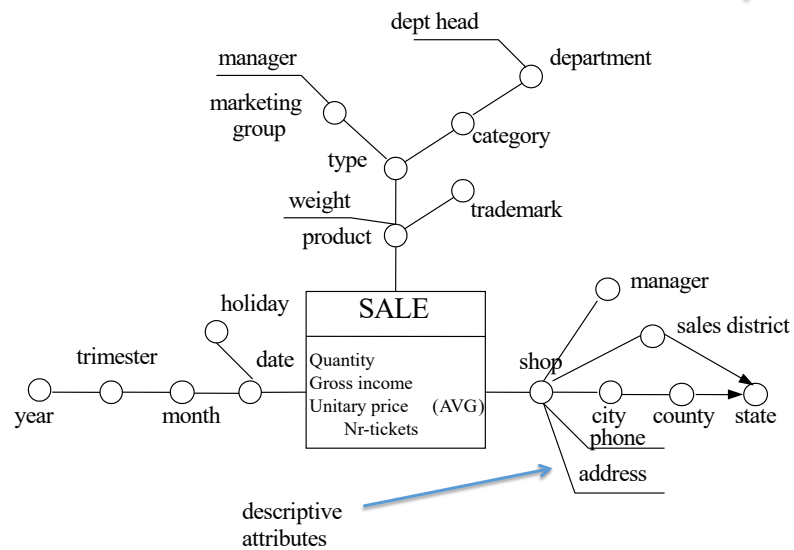 dept head
manager
department
marketing
group
category
type
weight
trademark
product
manager
holiday
SALE
sales district
trimester
date
shop
Quantity
Gross income
Unitary price (AVG)
Nr-tickets
year
month
city
county
state
phone
address
descriptive
attributes